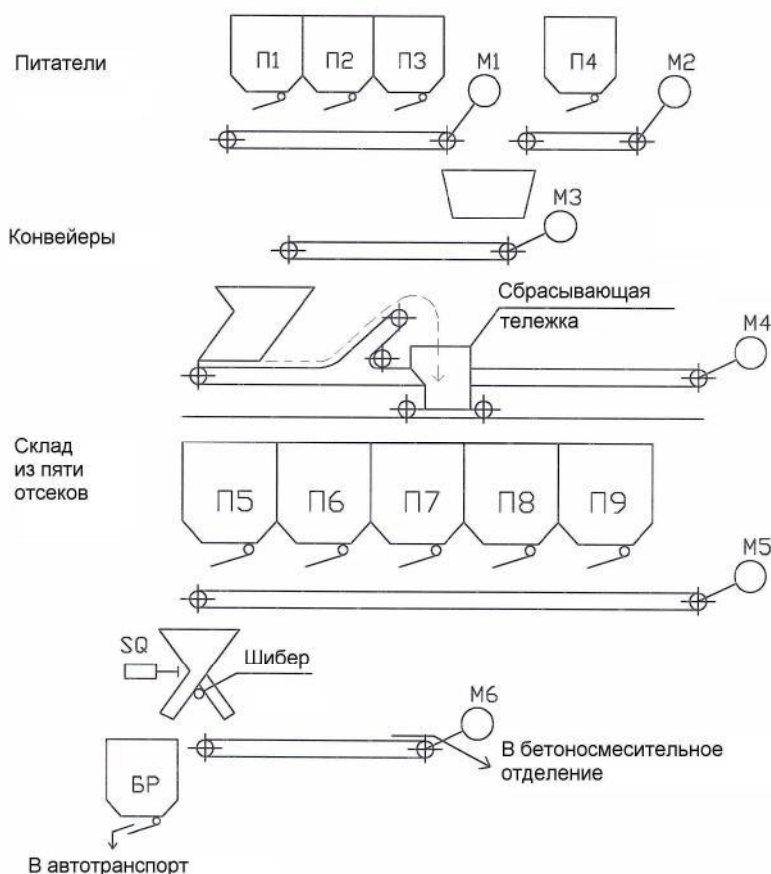 Питатели
П1 П2 П3 М1 П4 М2
М3
Конвейеры
Сбрасывающая
тележка
М4
Склад
из пяти
отсеков
П5 П6 П7 П8 П9
М5
SQ
Шибер
М6
В бетоносмесительное
отделение
БР
В автотранспорт